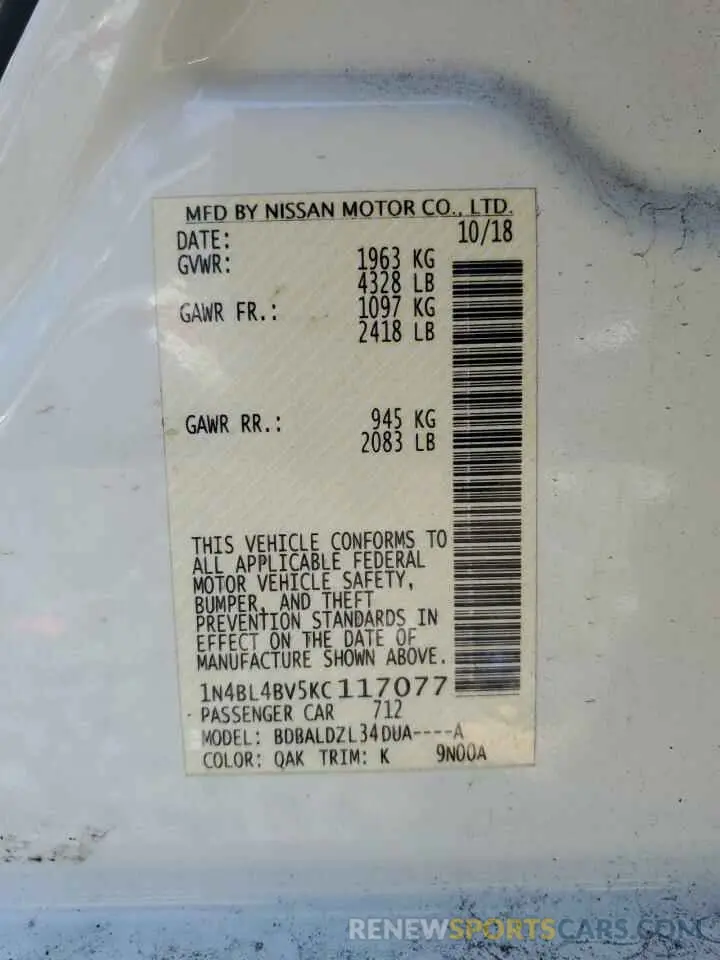 MFD BY NISSAN MOTOR CO., LTD.
DATE: 10/18
GVWR: 1963 KG
4328 LB
GAWR FR.: 1097 KG
2418 LB
GAWR RR.: 945 KG
2083 LB
THIS VEHICLE CONFORMS TO
ALL APPLICABLE FEDERAL
MOTOR VEHICLE SAFETY,
BUMPER, AND THEFT
PREVENTION STANDARDS IN
EFFECT ON THE DATE OF
MANUFACTURE SHOWN ABOVE.
1N4BL4BV5KC117077
PASSENGER CAR 712
MODEL: BDBALDZL34DUA----A
COLOR: QAK TRIM: K 9N00A
RENEWSPORTSCARS.COM